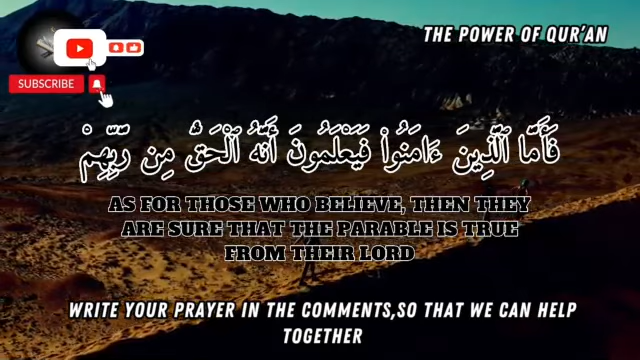 THE POWER OF QUR'AN
SUBSCRIBE
فَأَمَّا ٱلَّذِينَ ءَامَنُوا۟ فَيَعْلَمُونَ أَنَّهُ ٱلْحَقُّ مِن رَّبِّهِمْ
AS FOR THOSE WHO BELIEVE, THEN THEY
ARE SURE THAT THE PARABLE IS TRUE
FROM THEIR LORD
WRITE YOUR PRAYER IN THE COMMENTS,SO THAT WE CAN HELP
TOGETHER